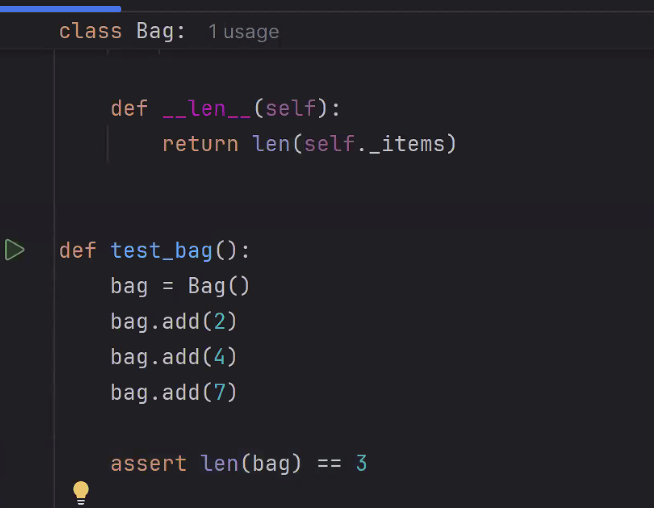 class Bag: 1 usage
def __len__(self):
return len(self._items)
def test_bag():
bag = Bag()
bag.add(2)
bag.add(4)
bag.add(7)
assert len(bag) == 3